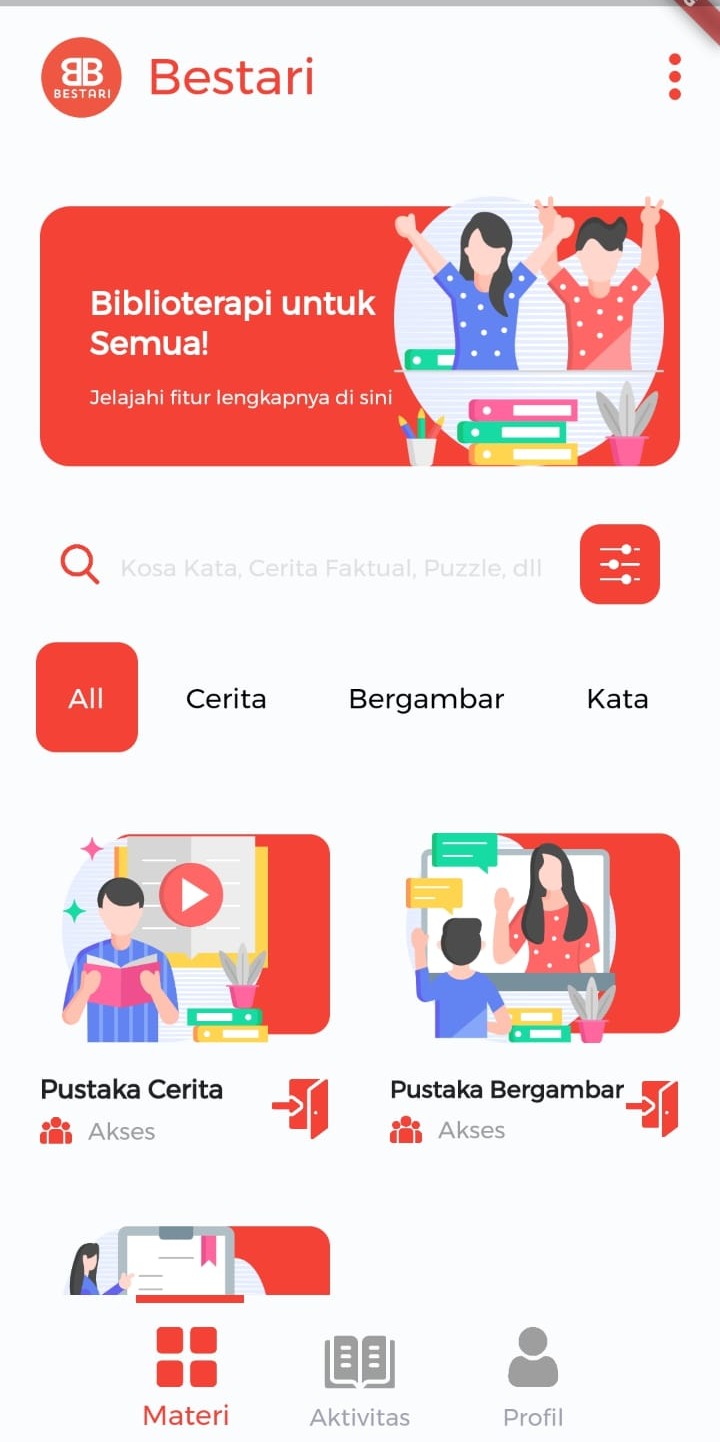 BB
BESTARI
Bestari
Biblioterapi untuk
Semua!
Jelajahi fitur lengkapnya di sini
Kosa Kata, Cerita Faktual, Puzzle, dll
All
Cerita
Bergambar
Kata
Pustaka Cerita
Akses
Pustaka Bergambar
Akses
Materi
Aktivitas
Profil